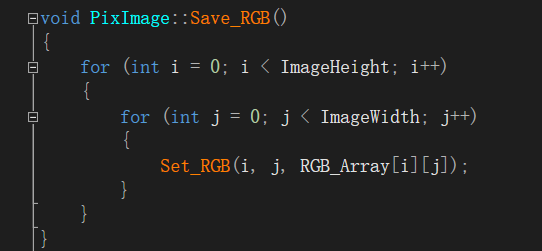 void PixImage::Save_RGB()
{
for (int i = 0; i < ImageHeight; i++)
{
for (int j = 0; j < ImageWidth; j++)
{
Set_RGB(i, j, RGB_Array[i][j]);
}
}
}